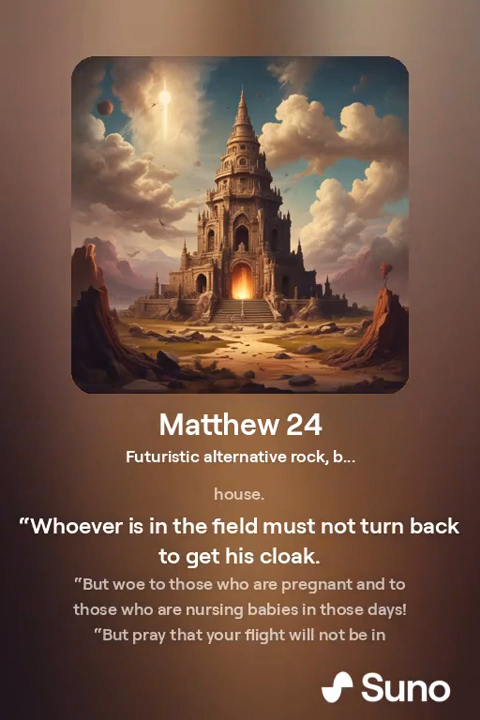 Matthew 24
Futuristic alternative rock, b...
house.
“Whoever is in the field must not turn back
to get his cloak.
“But woe to those who are pregnant and to
those who are nursing babies in those days!
“But pray that your flight will not be in
Suno